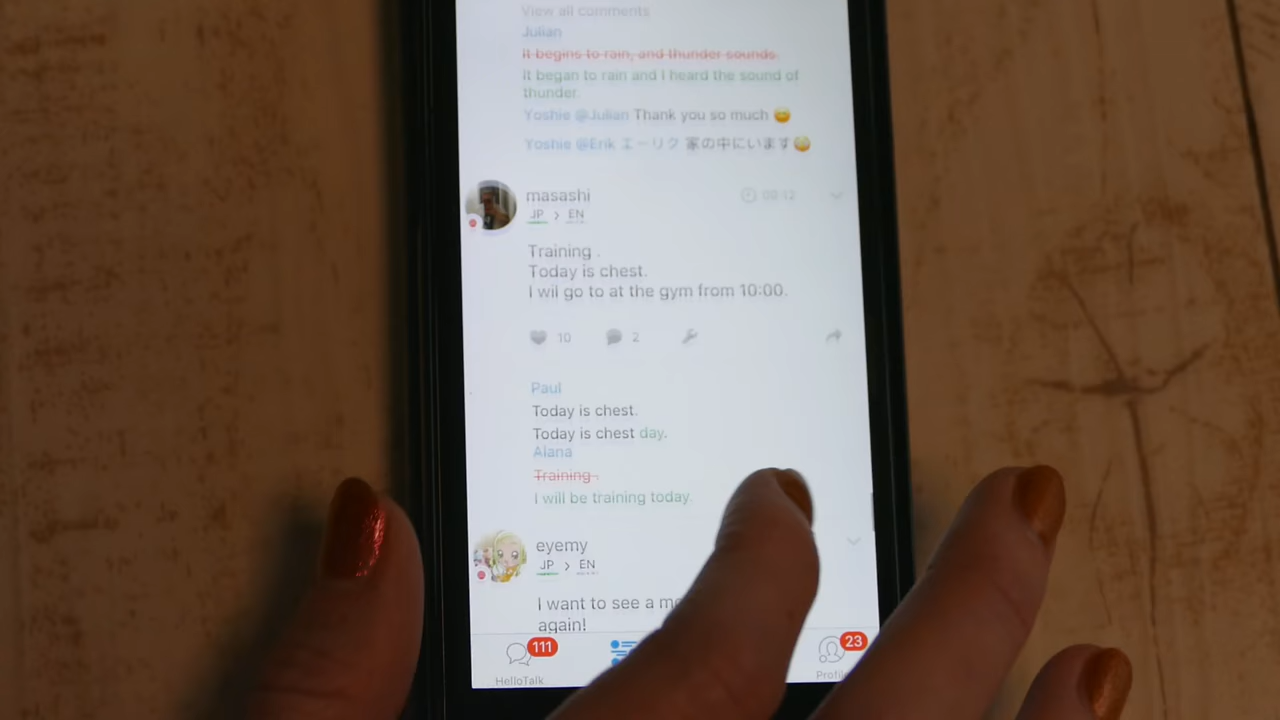 View all comments
Julian
It begins to rain, and thunder sounds.
It began to rain and I heard the sound of
thunder.
Yoshie @Julian Thank you so much
Yoshie @Erik エーリク 家の中にいます
masashi
09:12
JP > EN
Training .
Today is chest.
I wil go to at the gym from 10:00.
10
2
Paul
Today is chest.
Today is chest day.
Alana
Training
I will be training today.
eyemy
JP > EN
I want to see a
again!
111
23
HelloTalk